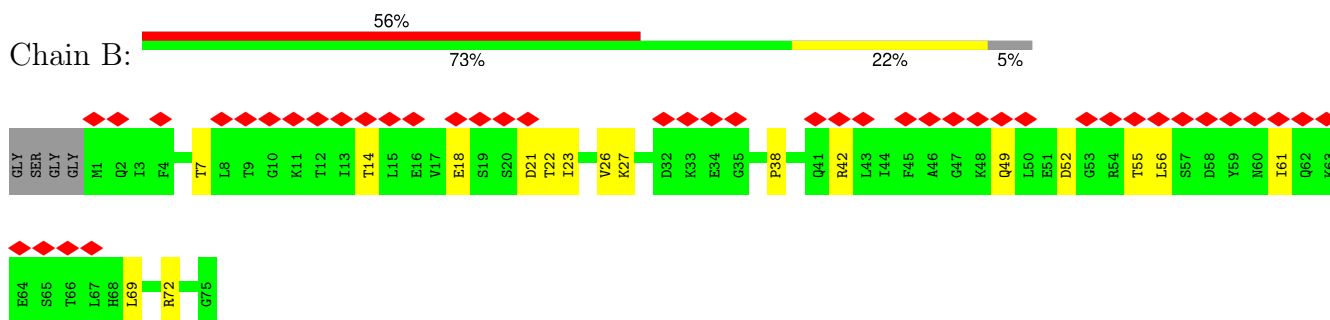 56%
Chain B:
73% 22% 5%
GLY SER GLY GLY M1 Q2 I3 F4 T7 L8 T9 G10 K11 T12 I13 T14 L15 E16 V17 E18 S19 S20 D21 T22 I23 V26 K27 D32 K33 E34 G35 P38 Q41 R42 L43 I44 F45 A46 G47 K48 Q49 L50 E51 D52 G53 R54 T55 L56 S57 D58 Y59 N60 I61 Q62 K63
E64 S65 T66 L67 H68 L69 R72 G75